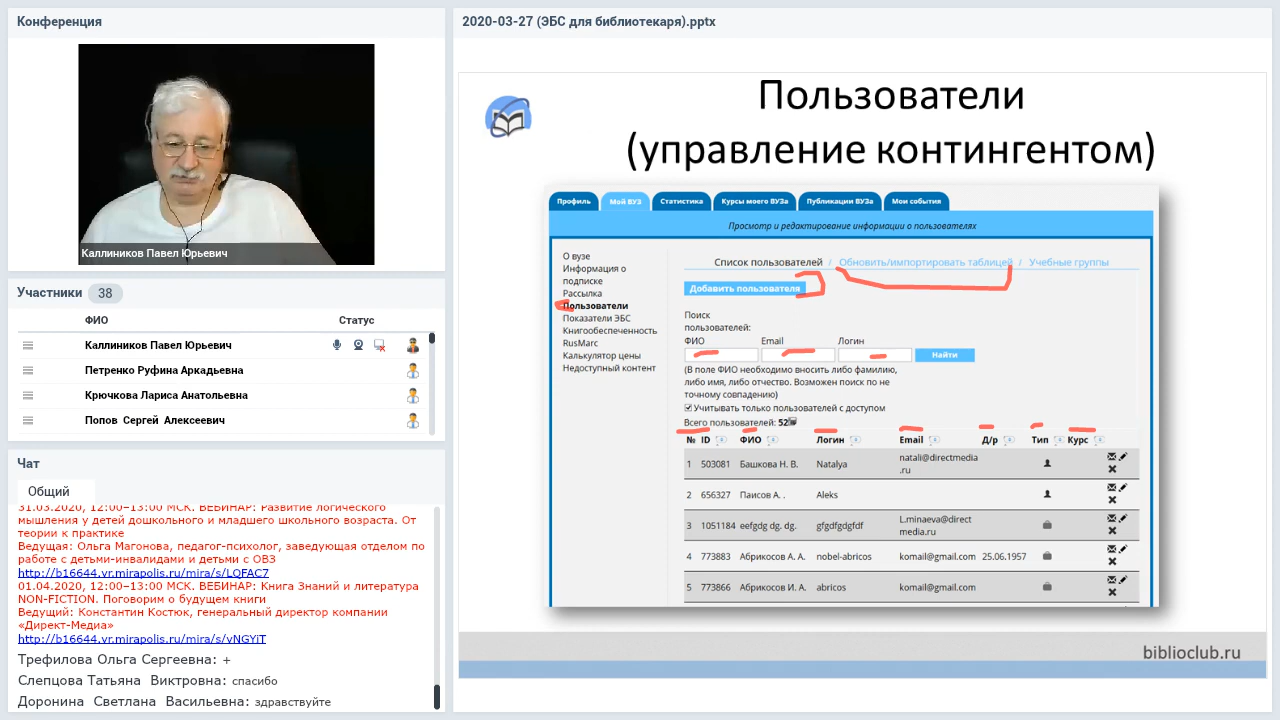 Конференция
Каллиников Павел Юрьевич
Участники 38
ФИО Статус
Каллиников Павел Юрьевич
Петренко Руфина Аркадьевна
Крючкова Лариса Анатольевна
Попов Сергей Алексеевич
Чат
Общий
31.03.2020, 12:00–13:00 МСК. ВЕБИНАР: Развитие логического
мышления у детей дошкольного и младшего школьного возраста. От
теории к практике
Ведущая: Ольга Магонова, педагог-психолог, заведующая отделом по
работе с детьми-инвалидами и детьми с ОВЗ
http://b16644.vr.mirapolis.ru/mira/s/LQFAC7
01.04.2020, 12:00–13:00 МСК. ВЕБИНАР: Книга Знаний и литература
NON-FICTION. Поговорим о будущем книги
Ведущий: Константин Костюк, генеральный директор компании
«Директ-Медиа»
http://b16644.vr.mirapolis.ru/mira/s/vNGYiT
Трефилова Ольга Сергеевна: +
Слепцова Татьяна Виктровна: спасибо
Доронина Светлана Васильевна: здравствуйте
2020-03-27 (ЭБС для библиотекаря).pptx
Пользователи
(управление контингентом)
Профиль Мой ВУЗ Статистика Курсы моего ВУЗа Публикации ВУЗа Мои события
Просмотр и редактирование информации о пользователях
О вузе
Информация о
подписке
Рассылка
Пользователи
Показатели ЭБС
Книгообеспеченность
RusMarc
Калькулятор цены
Недоступный контент
Список пользователей / Обновить/импортировать таблицей / Учебные группы
Добавить пользователя
Поиск
пользователей:
ФИО Email Логин
Найти
(В поле ФИО необходимо вносить либо фамилию,
либо имя, либо отчество. Возможен поиск по не
точному совпадению)
Учитывать только пользователей с доступом
Всего пользователей: 52
№ ID ФИО Логин Email Д/р Тип Курс
1 503081 Башкова Н. В. Natalya natali@directmedia
.ru
2 656327 Паисов А. . Aleks
3 1051184 eefgdg dg. dg. gfgdfgdgfdf L.minaeva@direct
media.ru
4 773883 Абрикосов А. А. nobel-abricos komail@gmail.com 25.06.1957
5 773866 Абрикосов И. А. abricos komail@gmail.com
biblioclub.ru